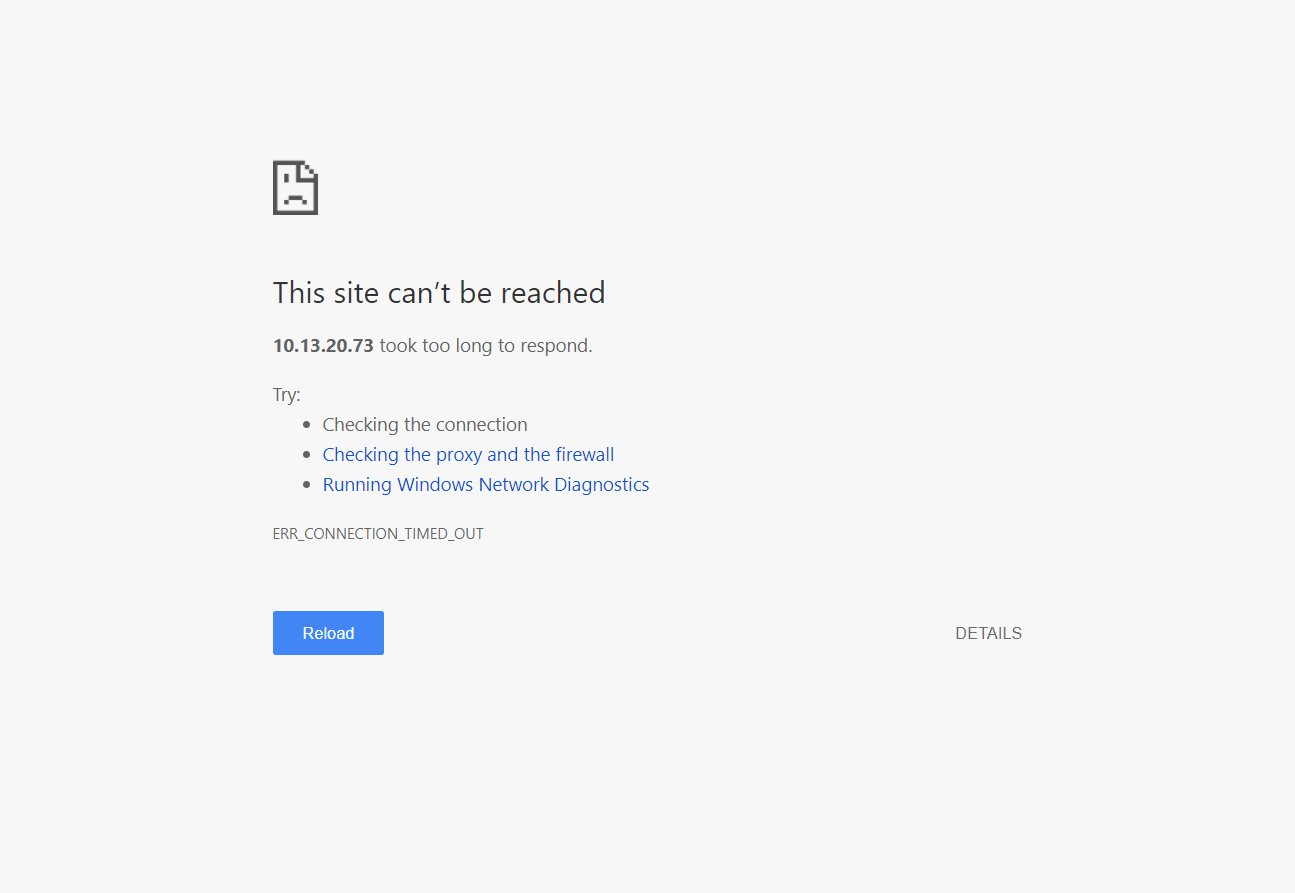 This site can’t be reached
10.13.20.73 took too long to respond.
Try:
Checking the connection
Checking the proxy and the firewall
Running Windows Network Diagnostics
ERR_CONNECTION_TIMED_OUT
Reload
DETAILS